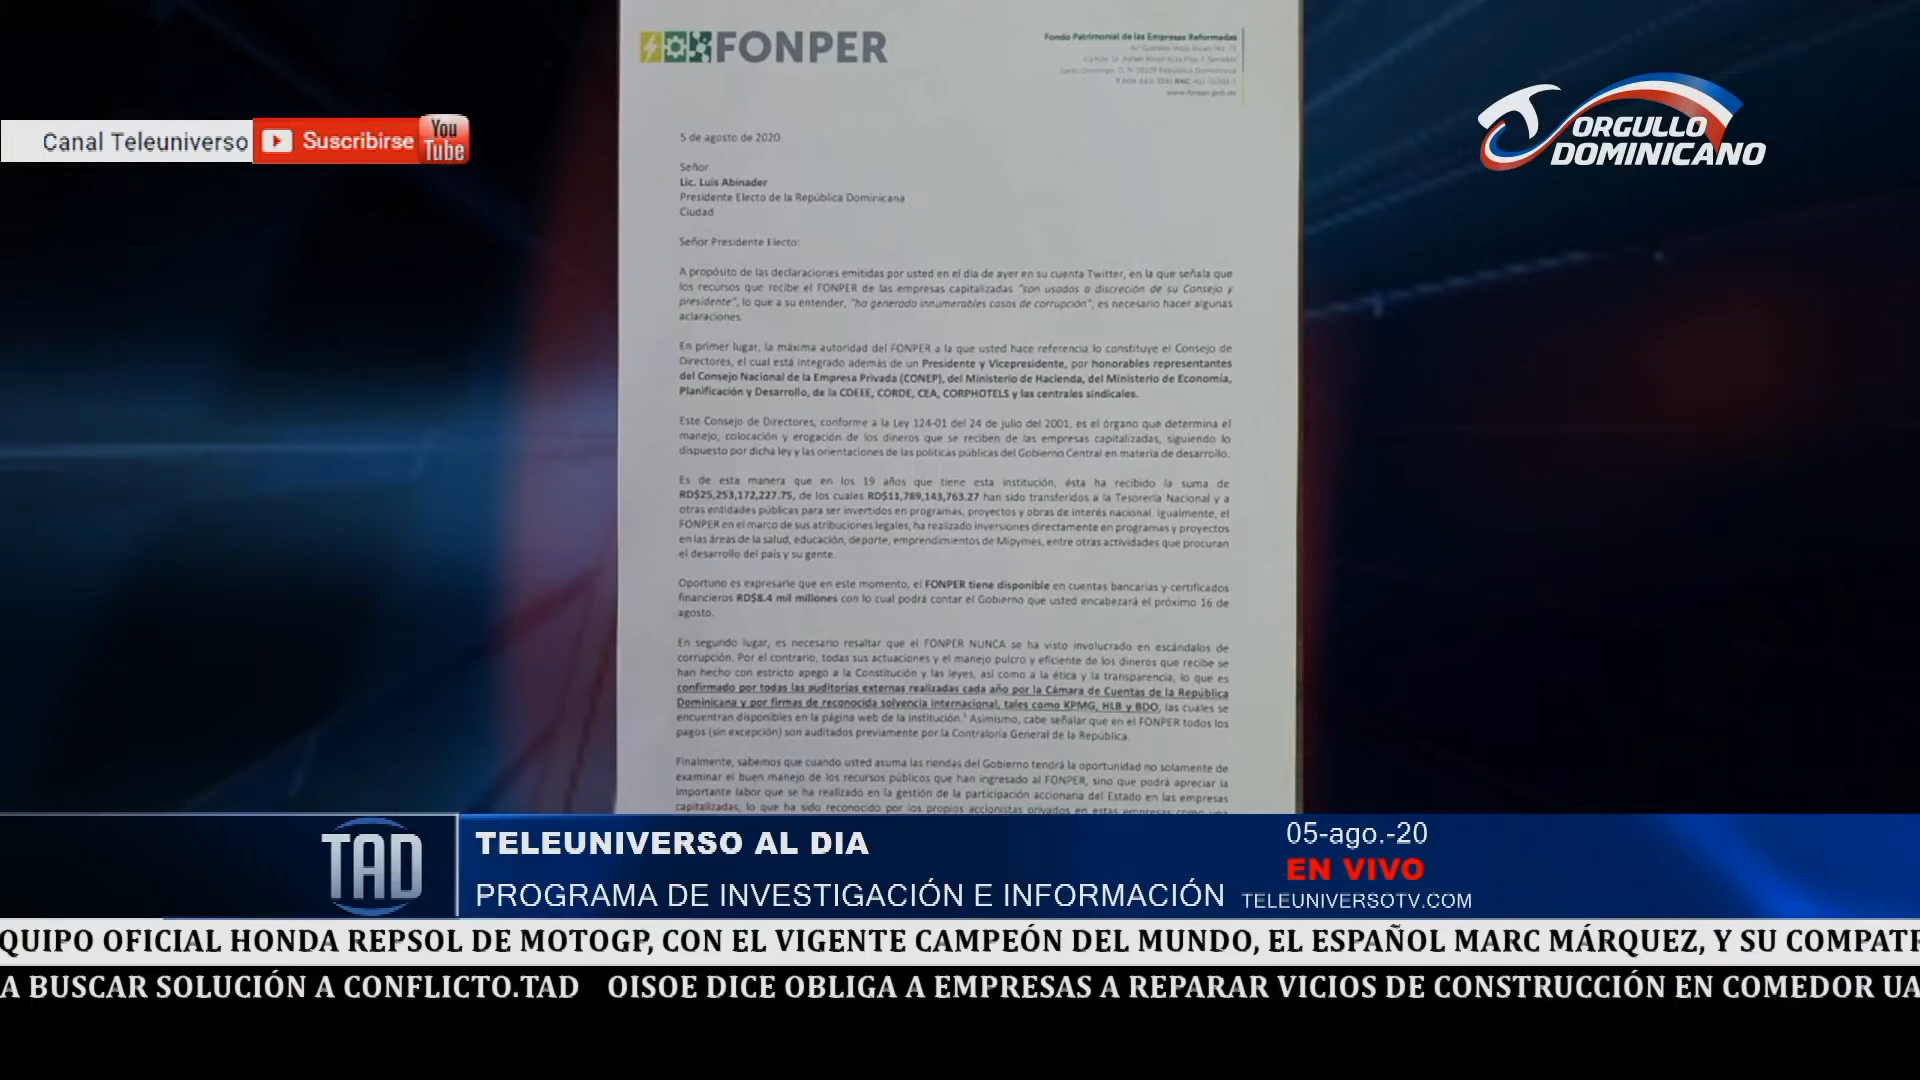 FONPER
Fondo Patrimonial de las Empresas Reformadas
www.fonper.gob.do
Canal Teleuniverso
Suscribirse
You
Tube
ORGULLO
DOMINICANO
5 de agosto de 2020
Señor
Lic. Luis Abinader
Presidente Electo de la República Dominicana
Ciudad
Señor Presidente Electo:
A propósito de las declaraciones emitidas por usted en el día de ayer en su cuenta Twitter, en la que señala que
los recursos que recibe el FONPER de las empresas capitalizadas "son usados a discreción de su Consejo y
presidente", lo que a su entender, "ha generado innumerables casos de corrupción", es necesario hacer algunas
aclaraciones.
En primer lugar, la máxima autoridad del FONPER a la que usted hace referencia lo constituye el Consejo de
Directores, el cual está integrado además de un Presidente y Vicepresidente, por honorables representantes
del Consejo Nacional de la Empresa Privada (CONEP), del Ministerio de Hacienda, del Ministerio de Economía,
Planificación y Desarrollo, de la CDEEE, CORDE, CEA, CORPHOTELS y las centrales sindicales.
Este Consejo de Directores, conforme a la Ley 124-01 del 24 de julio del 2001, es el órgano que determina el
manejo, colocación y erogación de los dineros que se reciben de las empresas capitalizadas, siguiendo lo
dispuesto por dicha ley y las orientaciones de las políticas públicas del Gobierno Central en materia de desarrollo.
Es de esta manera que en los 19 años que tiene esta institución, ésta ha recibido la suma de
RD$25,253,172,227.75, de los cuales RD$11,789,143,763.27 han sido transferidos a la Tesorería Nacional y a
otras entidades públicas para ser invertidos en programas, proyectos y obras de interés nacional. Igualmente, el
FONPER en el marco de sus atribuciones legales, ha realizado inversiones directamente en programas y proyectos
en las áreas de la salud, educación, deporte, emprendimientos de Mipymes, entre otras actividades que procuran
el desarrollo del país y su gente.
Oportuno es expresarle que en este momento, el FONPER tiene disponible en cuentas bancarias y certificados
financieros RD$8.4 mil millones con lo cual podrá contar el Gobierno que usted encabezará el próximo 16 de
agosto.
En segundo lugar, es necesario resaltar que el FONPER NUNCA se ha visto involucrado en escándalos de
corrupción. Por el contrario, todas sus actuaciones y el manejo pulcro y eficiente de los dineros que recibe se
han hecho con estricto apego a la Constitución y las leyes, así como a la ética y la transparencia, lo que es
confirmado por todas las auditorías externas realizadas cada año por la Cámara de Cuentas de la República
Dominicana y por firmas de reconocida solvencia internacional, tales como KPMG, HLB y BDO, las cuales se
encuentran disponibles en la página web de la institución.¹ Asimismo, cabe señalar que en el FONPER todos los
pagos (sin excepción) son auditados previamente por la Contraloría General de la República.
Finalmente, sabemos que cuando usted asuma las riendas del Gobierno tendrá la oportunidad no solamente de
examinar el buen manejo de los recursos públicos que han ingresado al FONPER, sino que podrá apreciar la
importante labor que se ha realizado en la gestión de la participación accionaria del Estado en las empresas
capitalizadas, lo que ha sido reconocido por los propios accionistas privados en estas empresas como una
TAD
TELEUNIVERSO AL DIA
PROGRAMA DE INVESTIGACIÓN E INFORMACIÓN
05-ago.-20
EN VIVO
TELEUNIVERSOTV.COM
QUIPO OFICIAL HONDA REPSOL DE MOTOGP, CON EL VIGENTE CAMPEÓN DEL MUNDO, EL ESPAÑOL MARC MÁRQUEZ, Y SU COMPATR
A BUSCAR SOLUCIÓN A CONFLICTO.TAD OISOE DICE OBLIGA A EMPRESAS A REPARAR VICIOS DE CONSTRUCCIÓN EN COMEDOR UA